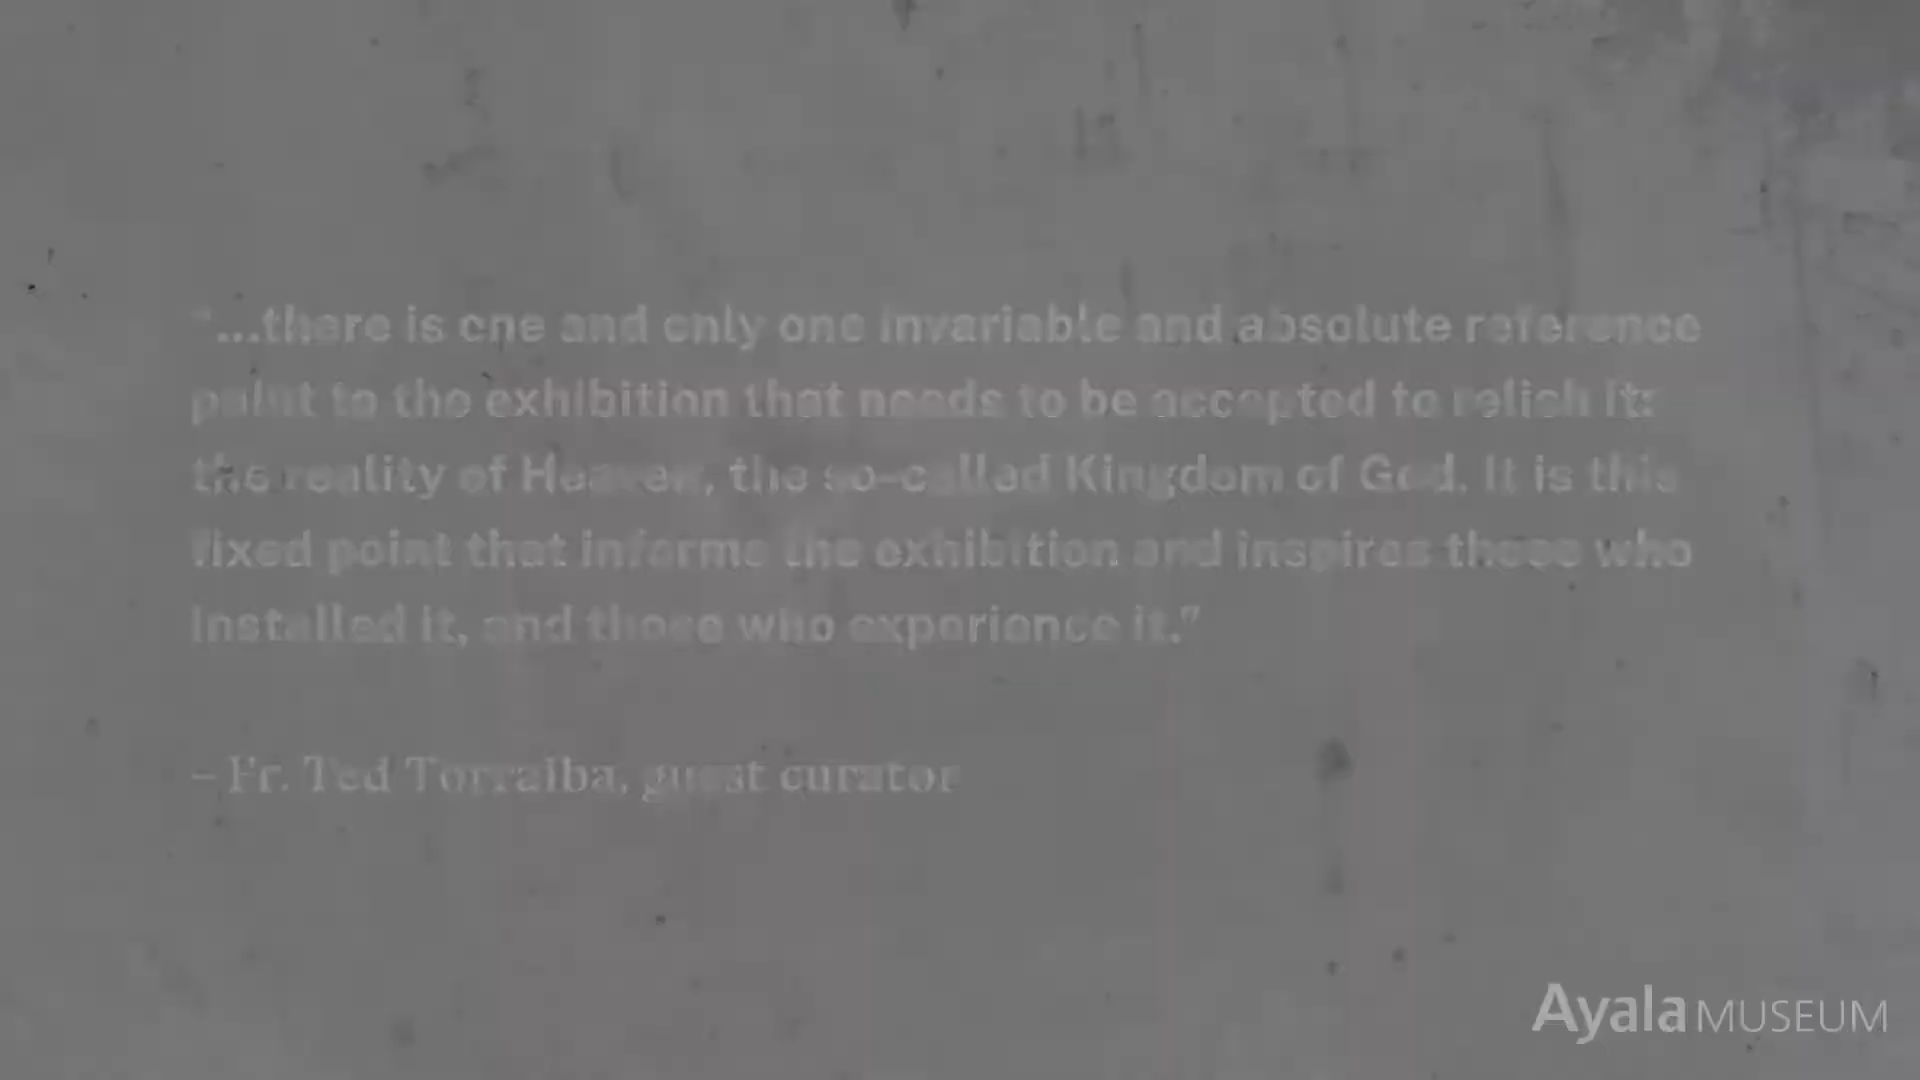 "...there is one and only one invariable and absolute reference
point to the exhibition that needs to be accepted to relish it:
the reality of Heaven, the so-called Kingdom of God. It is this
fixed point that informs the exhibition and inspires those who
installed it, and those who experience it."
– Fr. Ted Torralba, guest curator
Ayala MUSEUM